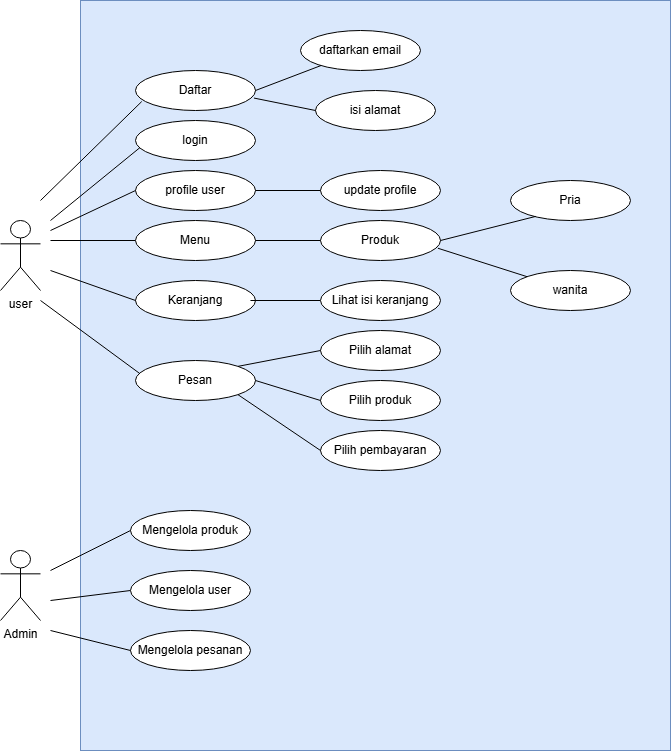 daftarkan email
Daftar
isi alamat
login
profile user
update profile
Pria
Menu
Produk
wanita
user
Keranjang
Lihat isi keranjang
Pilih alamat
Pesan
Pilih produk
Pilih pembayaran
Mengelola produk
Mengelola user
Admin
Mengelola pesanan